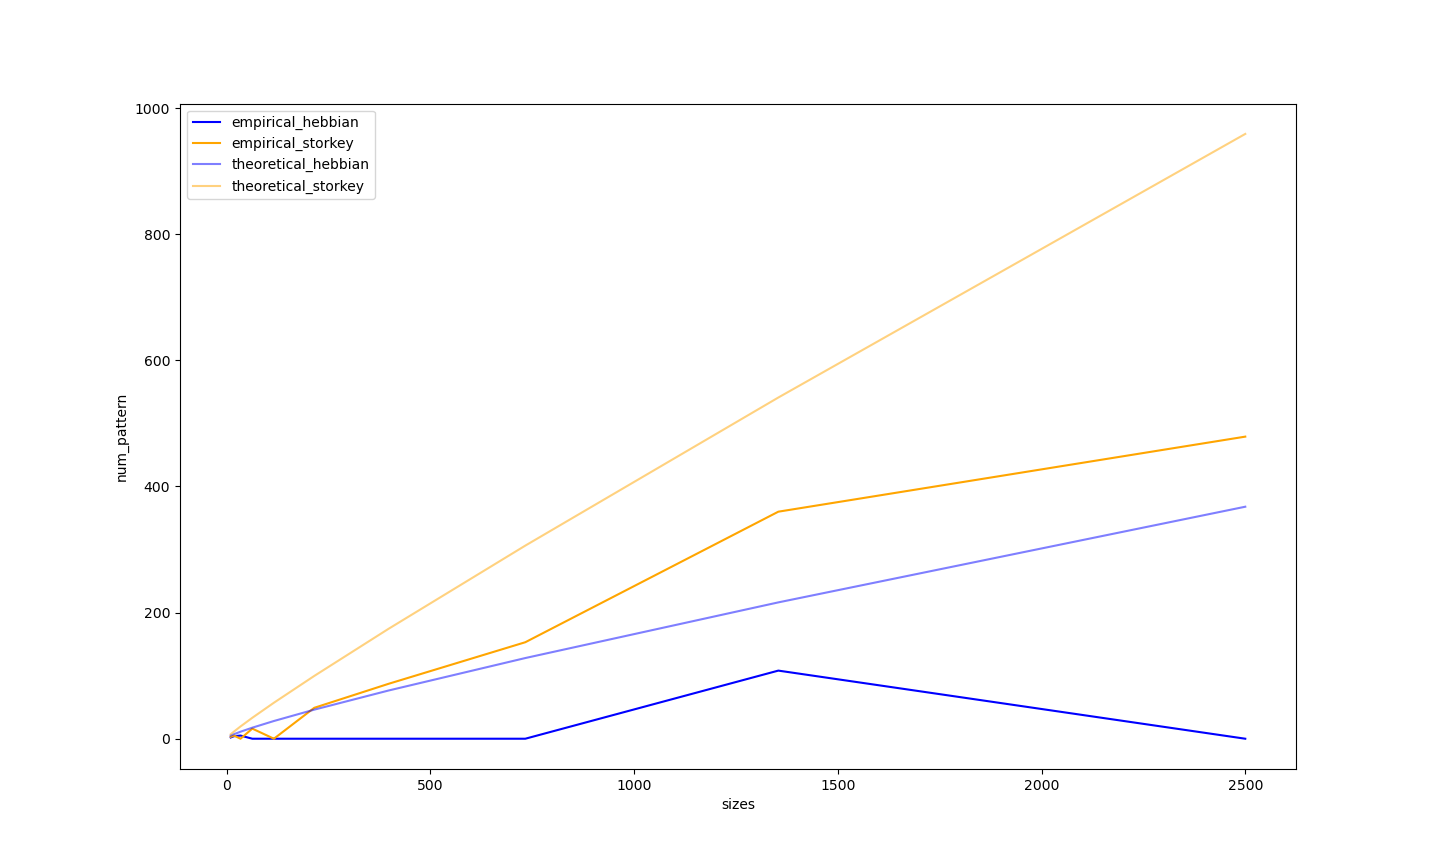 empirical_hebbian
empirical_storkey
theoretical_hebbian
theoretical_storkey
num_pattern
1000
800
600
400
200
0
0 500 1000 1500 2000 2500
sizes